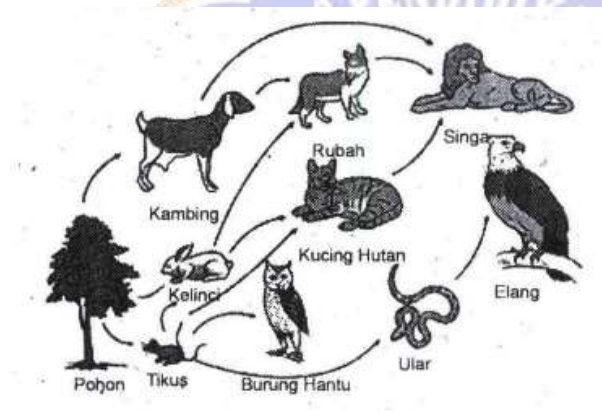 Rubah
Singa
Kambing
Kucing Hutan
Kelinci
Elang
Ular
Pohon
Tikus
Burung Hantu